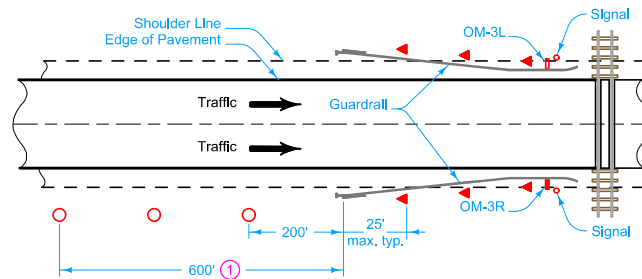 Shoulder Line
Edge of Pavement
OM-3L
Signal
Traffic
Guardrail
Traffic
OM-3R
Signal
200'
25'
max. typ.
600' 1